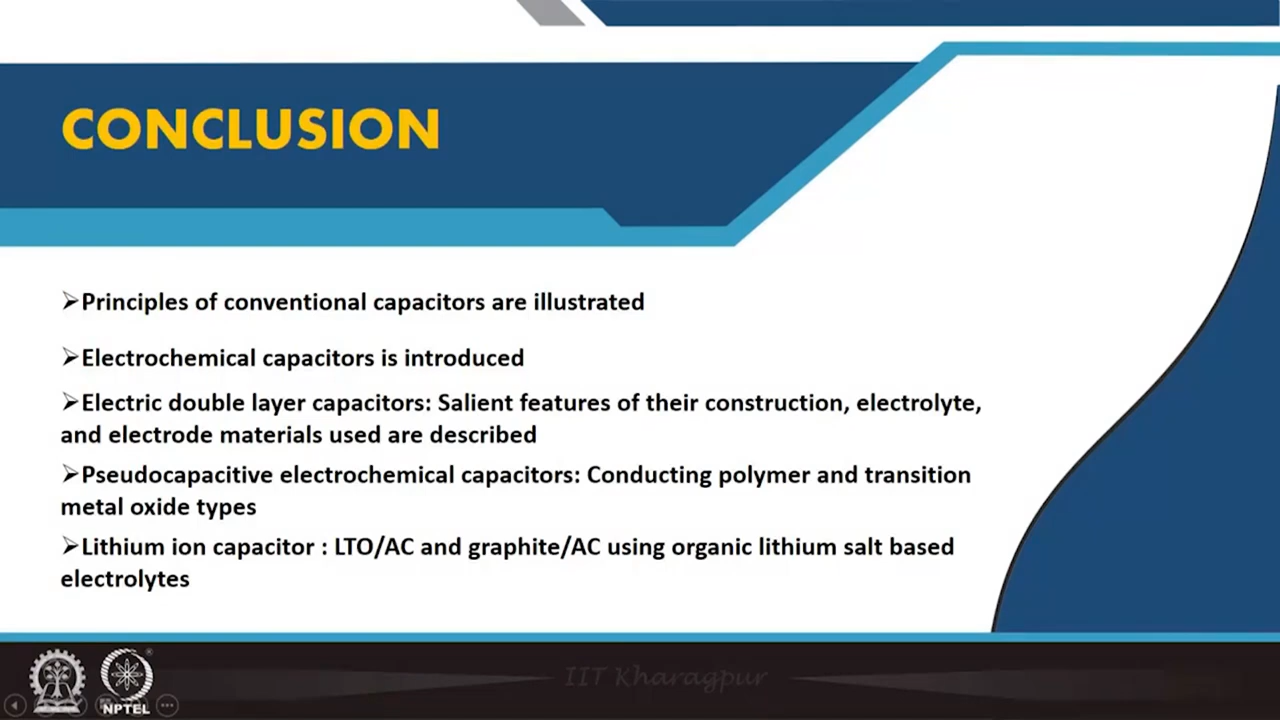 CONCLUSION
➢Principles of conventional capacitors are illustrated
➢Electrochemical capacitors is introduced
➢Electric double layer capacitors: Salient features of their construction, electrolyte,
and electrode materials used are described
➢Pseudocapacitive electrochemical capacitors: Conducting polymer and transition
metal oxide types
➢Lithium ion capacitor : LTO/AC and graphite/AC using organic lithium salt based
electrolytes
IIT Kharagpur
NPTEL